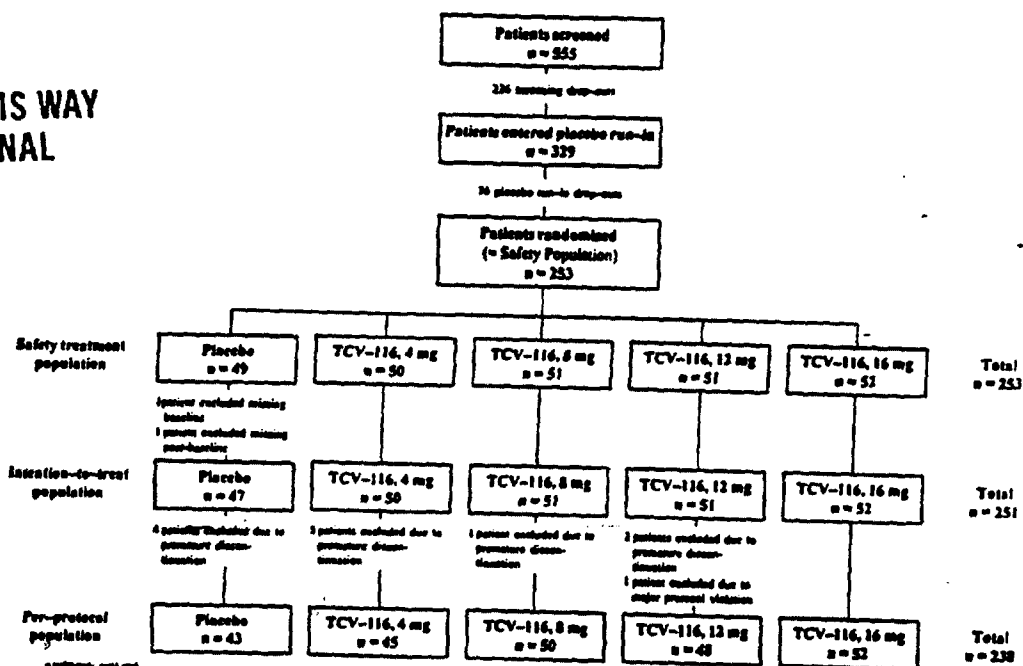 IS WAY
NAL
Patients screened
n = 555
226 screening drop-outs
Patients entered placebo run-in
n = 329
76 placebo run-in drop-outs
Patients randomised
(= Safety Population)
n = 253
Safety treatment
population
Placebo
n = 49
TCV-116, 4 mg
n = 50
TCV-116, 8 mg
n = 51
TCV-116, 12 mg
n = 51
TCV-116, 16 mg
n = 52
Total
n = 253
1 patient excluded missing
baseline
1 patient excluded missing
post-baseline
Intention-to-treat
population
Placebo
n = 47
TCV-116, 4 mg
n = 50
TCV-116, 8 mg
n = 51
TCV-116, 12 mg
n = 51
TCV-116, 16 mg
n = 52
Total
n = 251
4 patients excluded due to
premature discon-
tinuation
5 patients excluded due to
premature discon-
tinuation
1 patient excluded due to
premature discon-
tinuation
2 patients excluded due to
premature discon-
tinuation
1 patient excluded due to
major protocol violation
Per-protocol
population
Placebo
n = 43
TCV-116, 4 mg
n = 45
TCV-116, 8 mg
n = 50
TCV-116, 12 mg
n = 48
TCV-116, 16 mg
n = 52
Total
n = 238